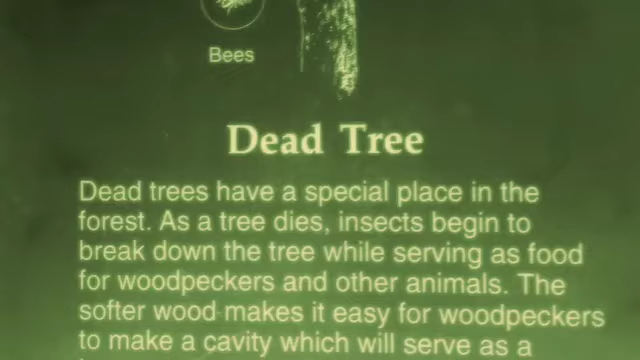 Bees
Dead Tree
Dead trees have a special place in the
forest. As a tree dies, insects begin to
break down the tree while serving as food
for woodpeckers and other animals. The
softer wood makes it easy for woodpeckers
to make a cavity which will serve as a